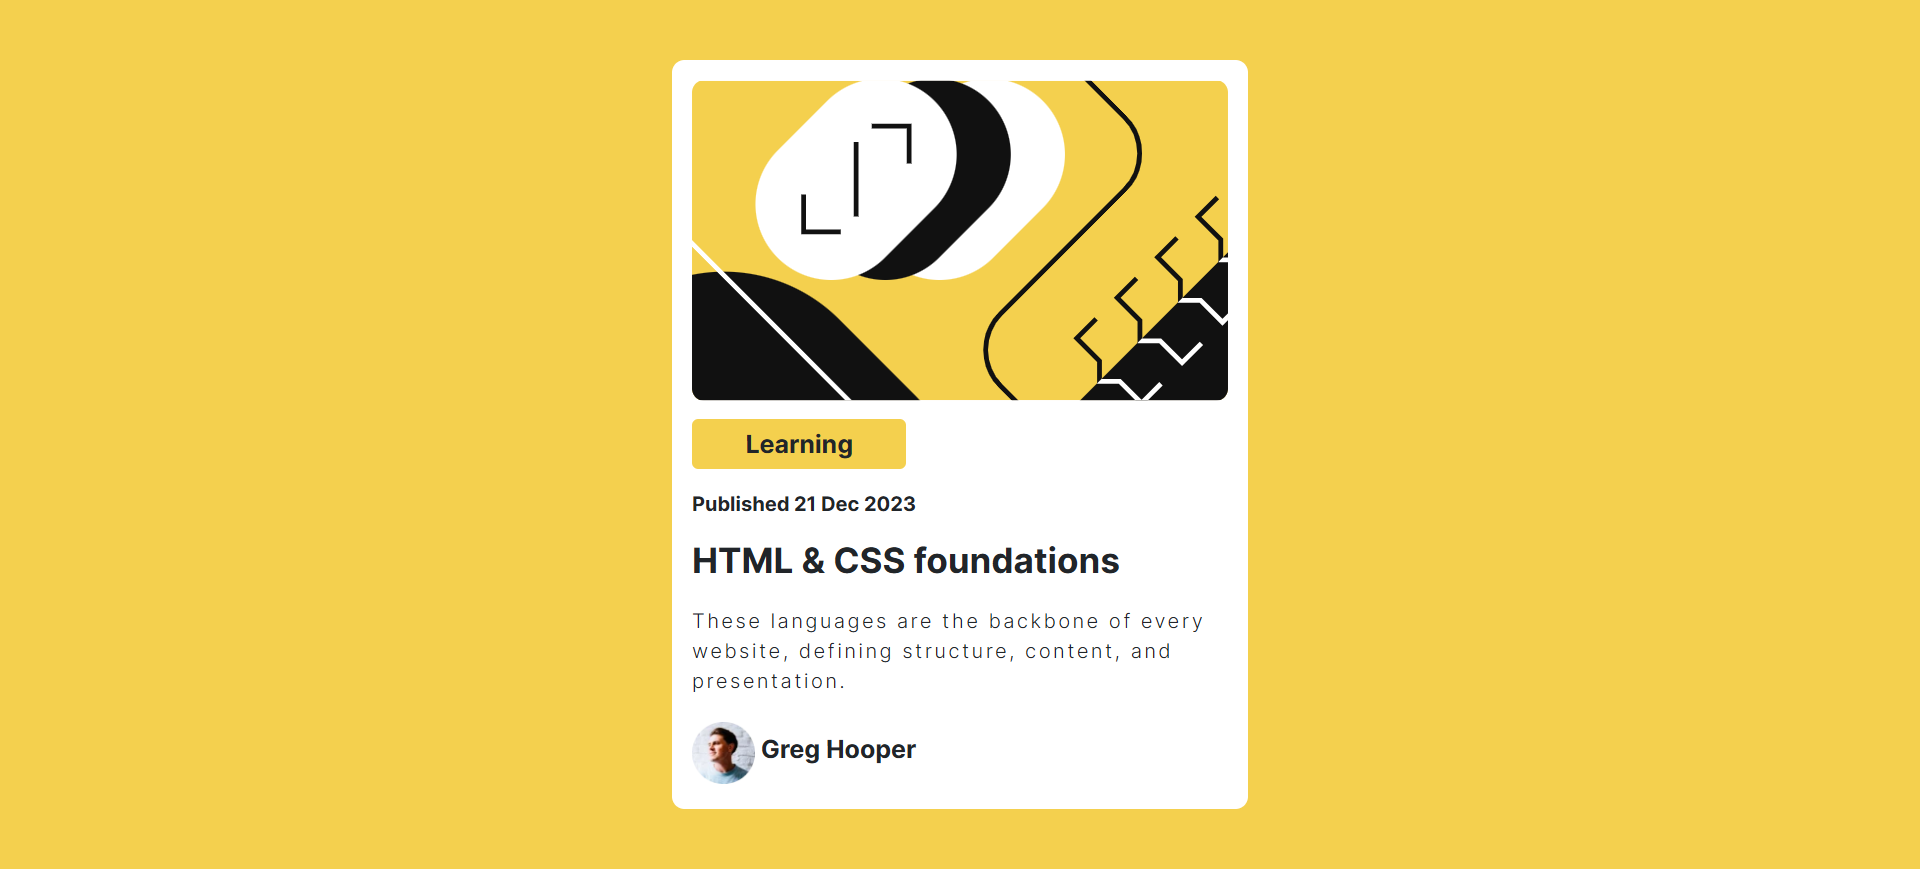 Learning
Published 21 Dec 2023
HTML & CSS foundations
These languages are the backbone of every
website, defining structure, content, and
presentation.
Greg Hooper